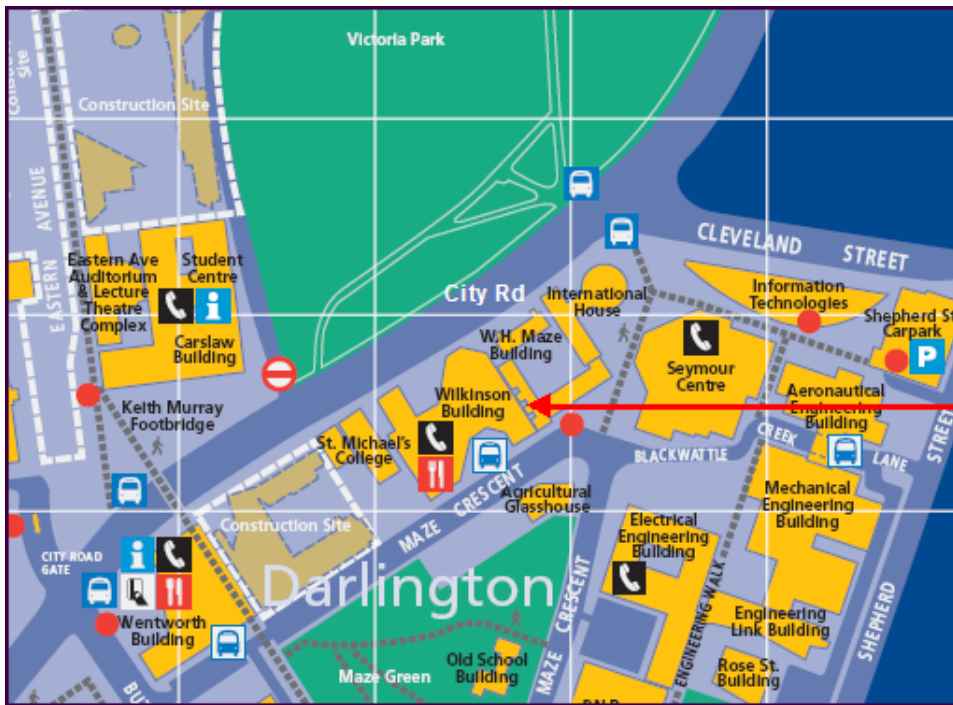 Victoria Park
Site
Construction Site
EASTERN AVENUE
CLEVELAND STREET
Eastern Ave
Auditorium
& Lecture
Theatre
Complex
Student
Centre
Carslaw
Building
City Rd
International
House
Information
Technologies
Shepherd St
Carpark
P
W.H. Maze
Building
Seymour
Centre
Wilkinson
Building
Aeronautical
Engineering
Building
Keith Murray
Footbridge
St. Michael's
College
BLACKWATTLE CREEK LANE
STREET
MAZE CRESCENT
Agricultural
Glasshouse
Mechanical
Engineering
Building
Construction Site
Electrical
Engineering
Building
CITY ROAD
GATE
Darlington
Wentworth
Building
MAZE CRESCENT
ENGINEERING WALK
Engineering
Link Building
SHEPHERD
Old School
Building
Maze Green
Rose St.
Building